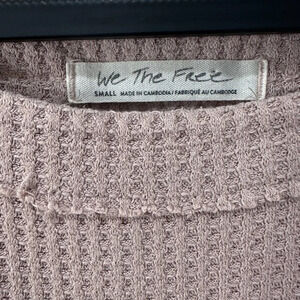 We The Free
SMALL MADE IN CAMBODIA/FABRIQUÉ AU CAMBODGE